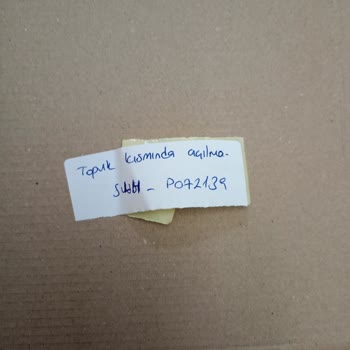 Topuk kısmında açılma.
P072139